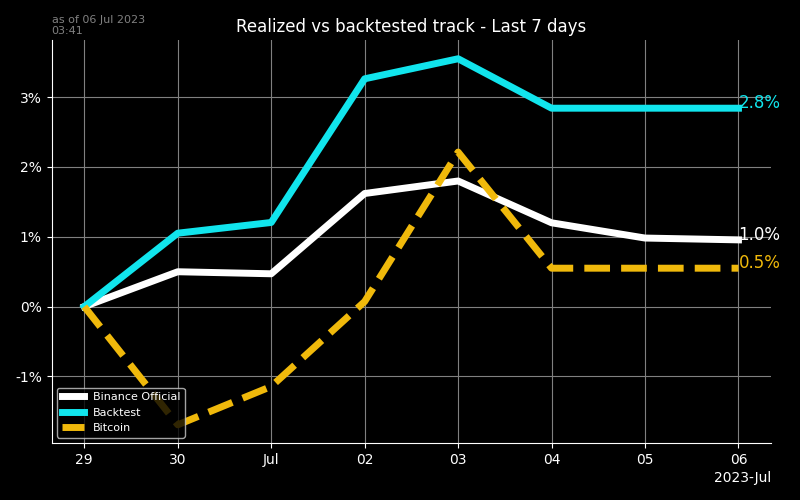 as of 06 Jul 2023
03:41
Realized vs backtested track - Last 7 days
3%
2%
1%
0%
-1%
2.8%
1.0%
0.5%
Binance Official
Backtest
Bitcoin
29 30 Jul 02 03 04 05 06
2023-Jul